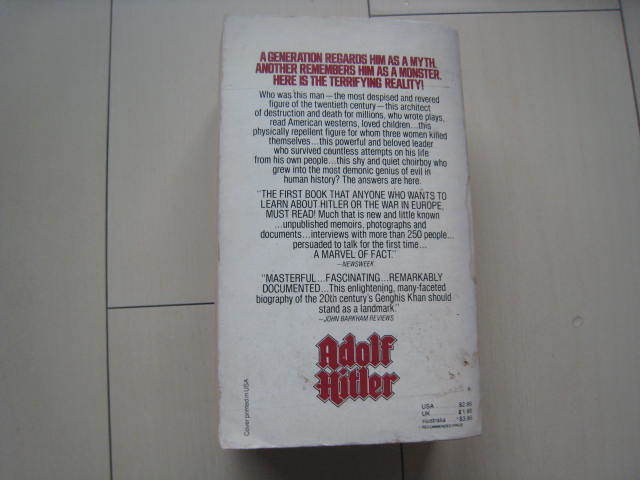 A GENERATION REGARDS HIM AS A MYTH.
ANOTHER REMEMBERS HIM AS A MONSTER.
HERE IS THE TERRIFYING REALITY!
Who was this man—the most despised and revered
figure of the twentieth century—this architect
of destruction and death for millions, who wrote plays,
read American westerns, loved children...this
physically repellent figure for whom three women killed
themselves...this powerful and beloved leader
who survived countless attempts on his life
from his own people...this shy and quiet choirboy who
grew into the most demonic genius of evil in
human history? The answers are here.
"THE FIRST BOOK THAT ANYONE WHO WANTS TO
LEARN ABOUT HITLER OR THE WAR IN EUROPE,
MUST READ! Much that is new and little known
...unpublished memoirs, photographs and
documents...interviews with more than 250 people...
persuaded to talk for the first time...
A MARVEL OF FACT."
—NEWSWEEK
"MASTERFUL...FASCINATING...REMARKABLY
DOCUMENTED...This enlightening, many-faceted
biography of the 20th century's Genghis Khan should
stand as a landmark."
—JOHN BARKHAM REVIEWS
Adolf
Hitler
Cover printed in USA
USA $2.95
UK £1.95
Australia